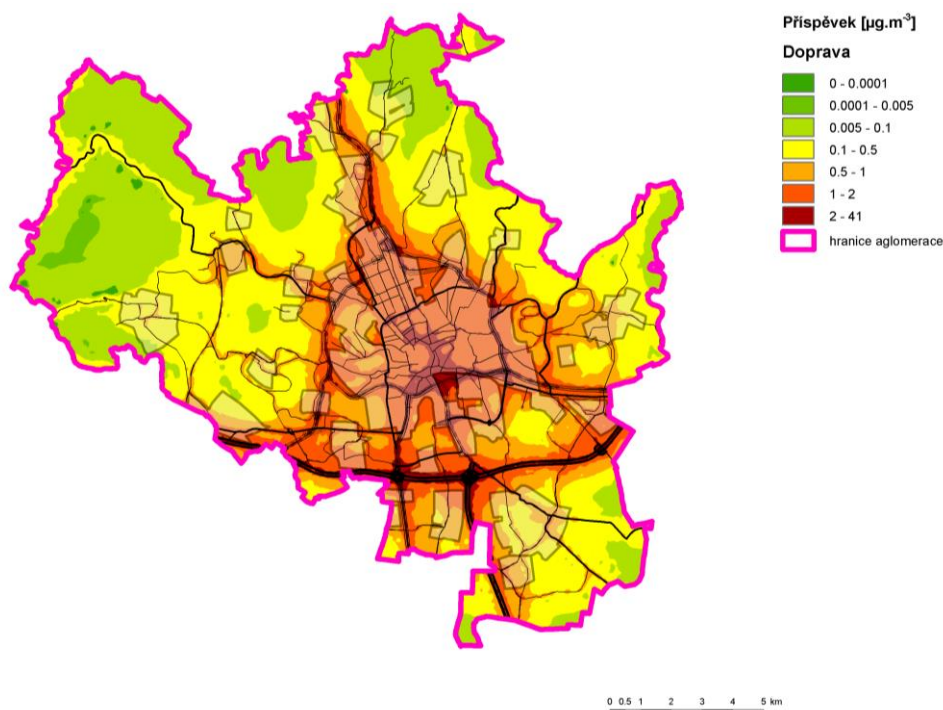 Příspěvek [µg.m⁻³]
Doprava
0 - 0.0001
0.0001 - 0.005
0.005 - 0.1
0.1 - 0.5
0.5 - 1
1 - 2
2 - 41
hranice aglomerace
0 0.5 1 2 3 4 5 km